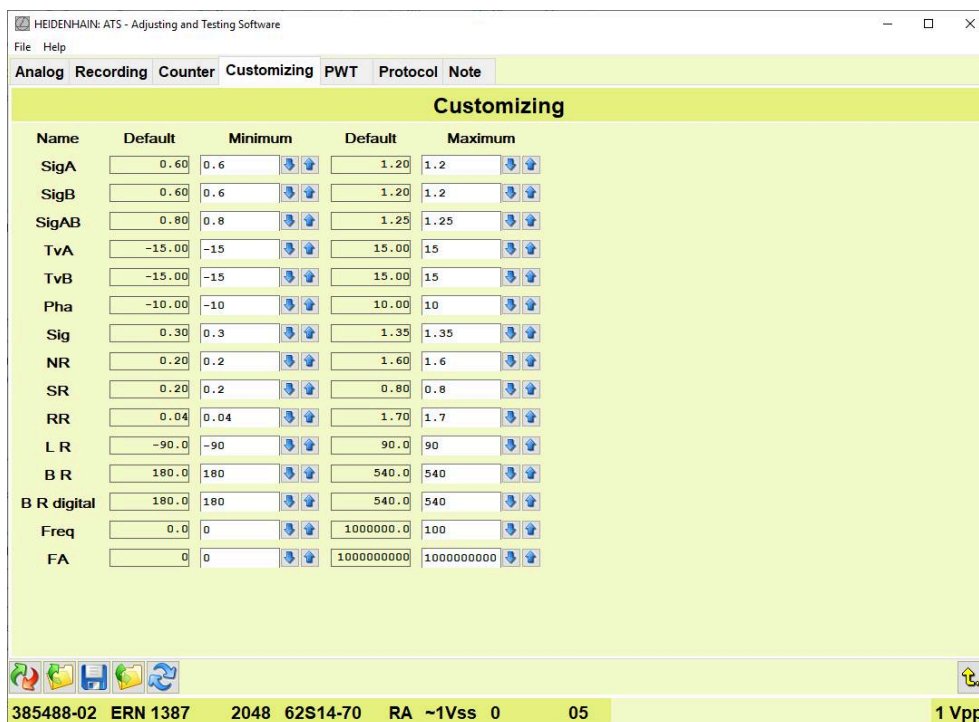 HEIDENHAIN: ATS - Adjusting and Testing Software
File Help
Analog Recording Counter Customizing PWT Protocol Note
Customizing
Name Default Minimum Default Maximum
SigA 0.60 0.6 1.20 1.2
SigB 0.60 0.6 1.20 1.2
SigAB 0.80 0.8 1.25 1.25
TvA -15.00 -15 15.00 15
TvB -15.00 -15 15.00 15
Pha -10.00 -10 10.00 10
Sig 0.30 0.3 1.35 1.35
NR 0.20 0.2 1.60 1.6
SR 0.20 0.2 0.80 0.8
RR 0.04 0.04 1.70 1.7
L R -90.0 -90 90.0 90
B R 180.0 180 540.0 540
B R digital 180.0 180 540.0 540
Freq 0.0 0 1000000.0 100
FA 0 0 1000000000 1000000000
385488-02 ERN 1387 2048 62S14-70 RA ~1Vss 0 05 1 Vpp